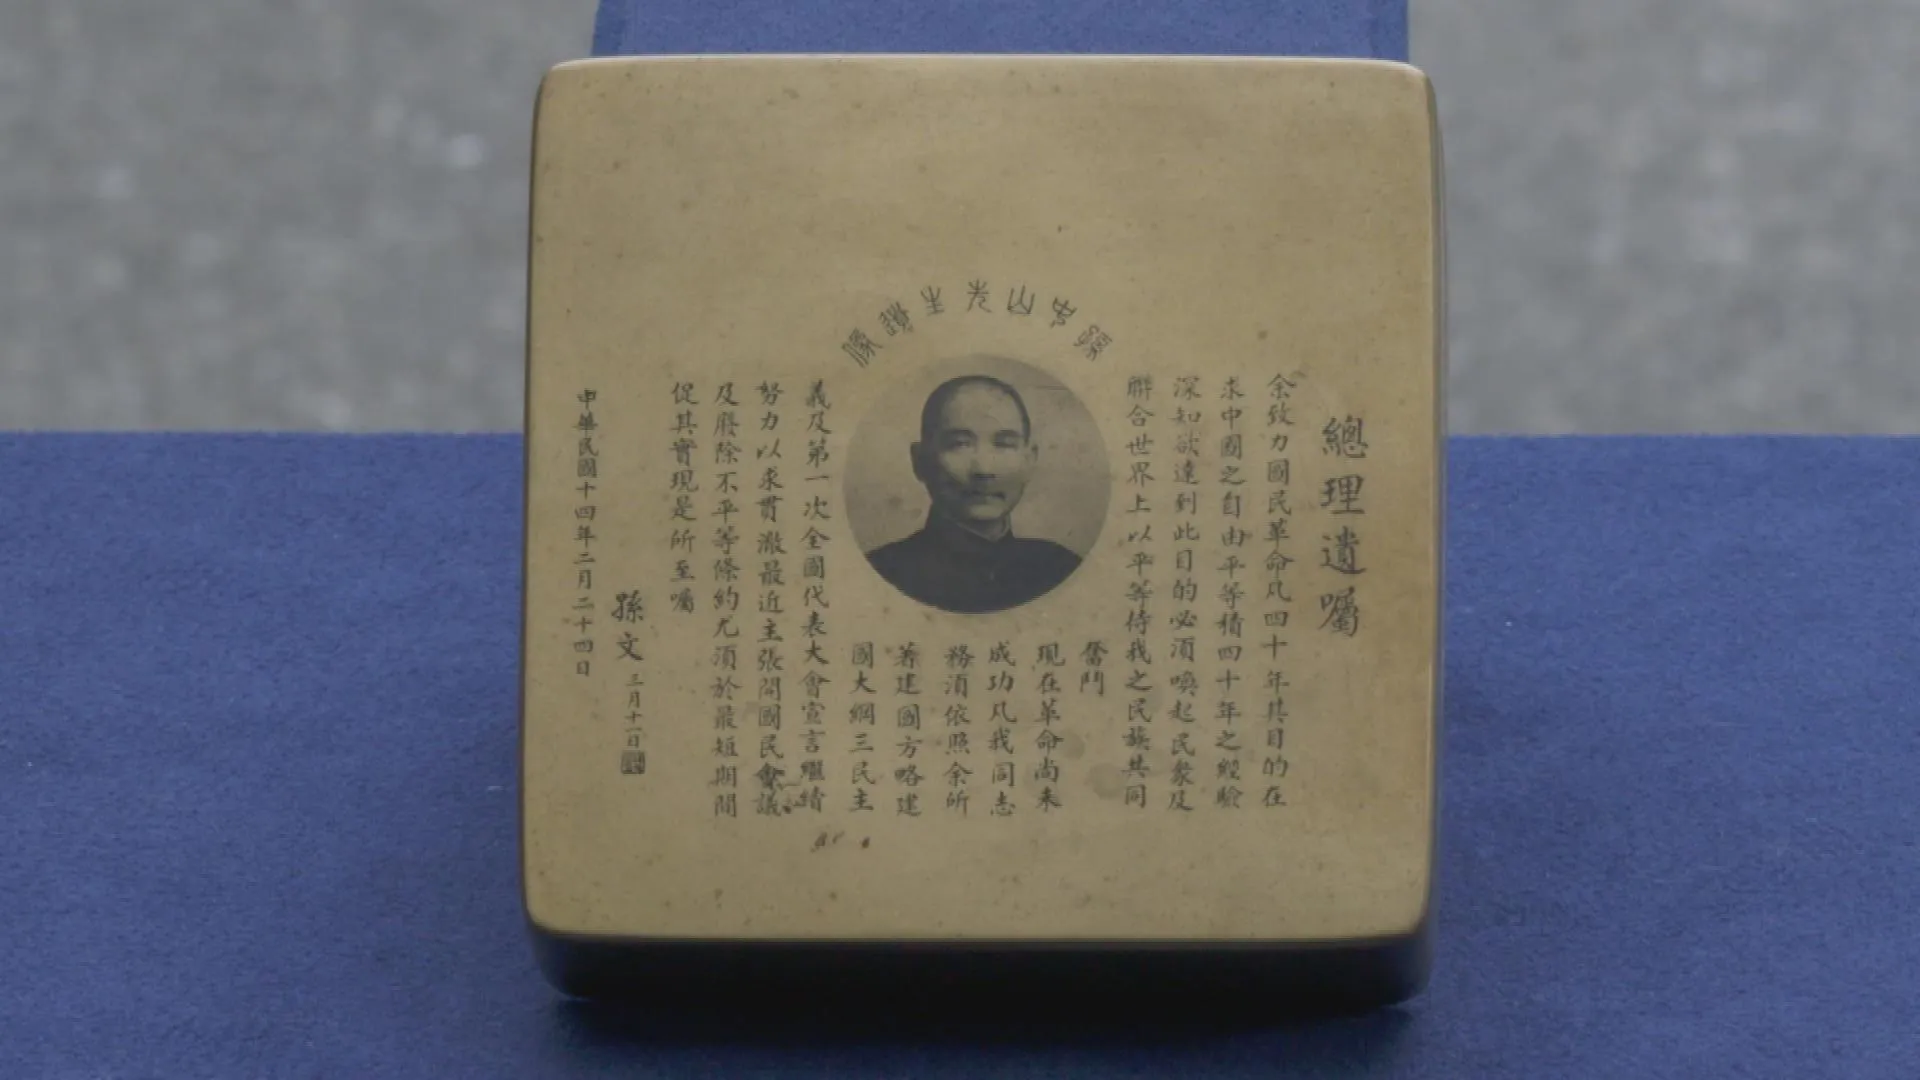 總理遺囑
余致力國民革命凡四十年其目的在
求中國之自由平等積四十年之經驗
深知欲達到此目的必須喚起民衆及
聯合世界上以平等待我之民族共同
奮鬥
現在革命尚未
成功凡我同志
務須依照余所
著建國方略建
國大綱三民主
義及第一次全國代表大會宣言繼續
努力以求貫澈最近主張開國民會議
及廢除不平等條約尤須於最短期間
促其實現是所至囑
孫文 三月十一日
中華民國十四年二月二十四日
孫中山先生遺像